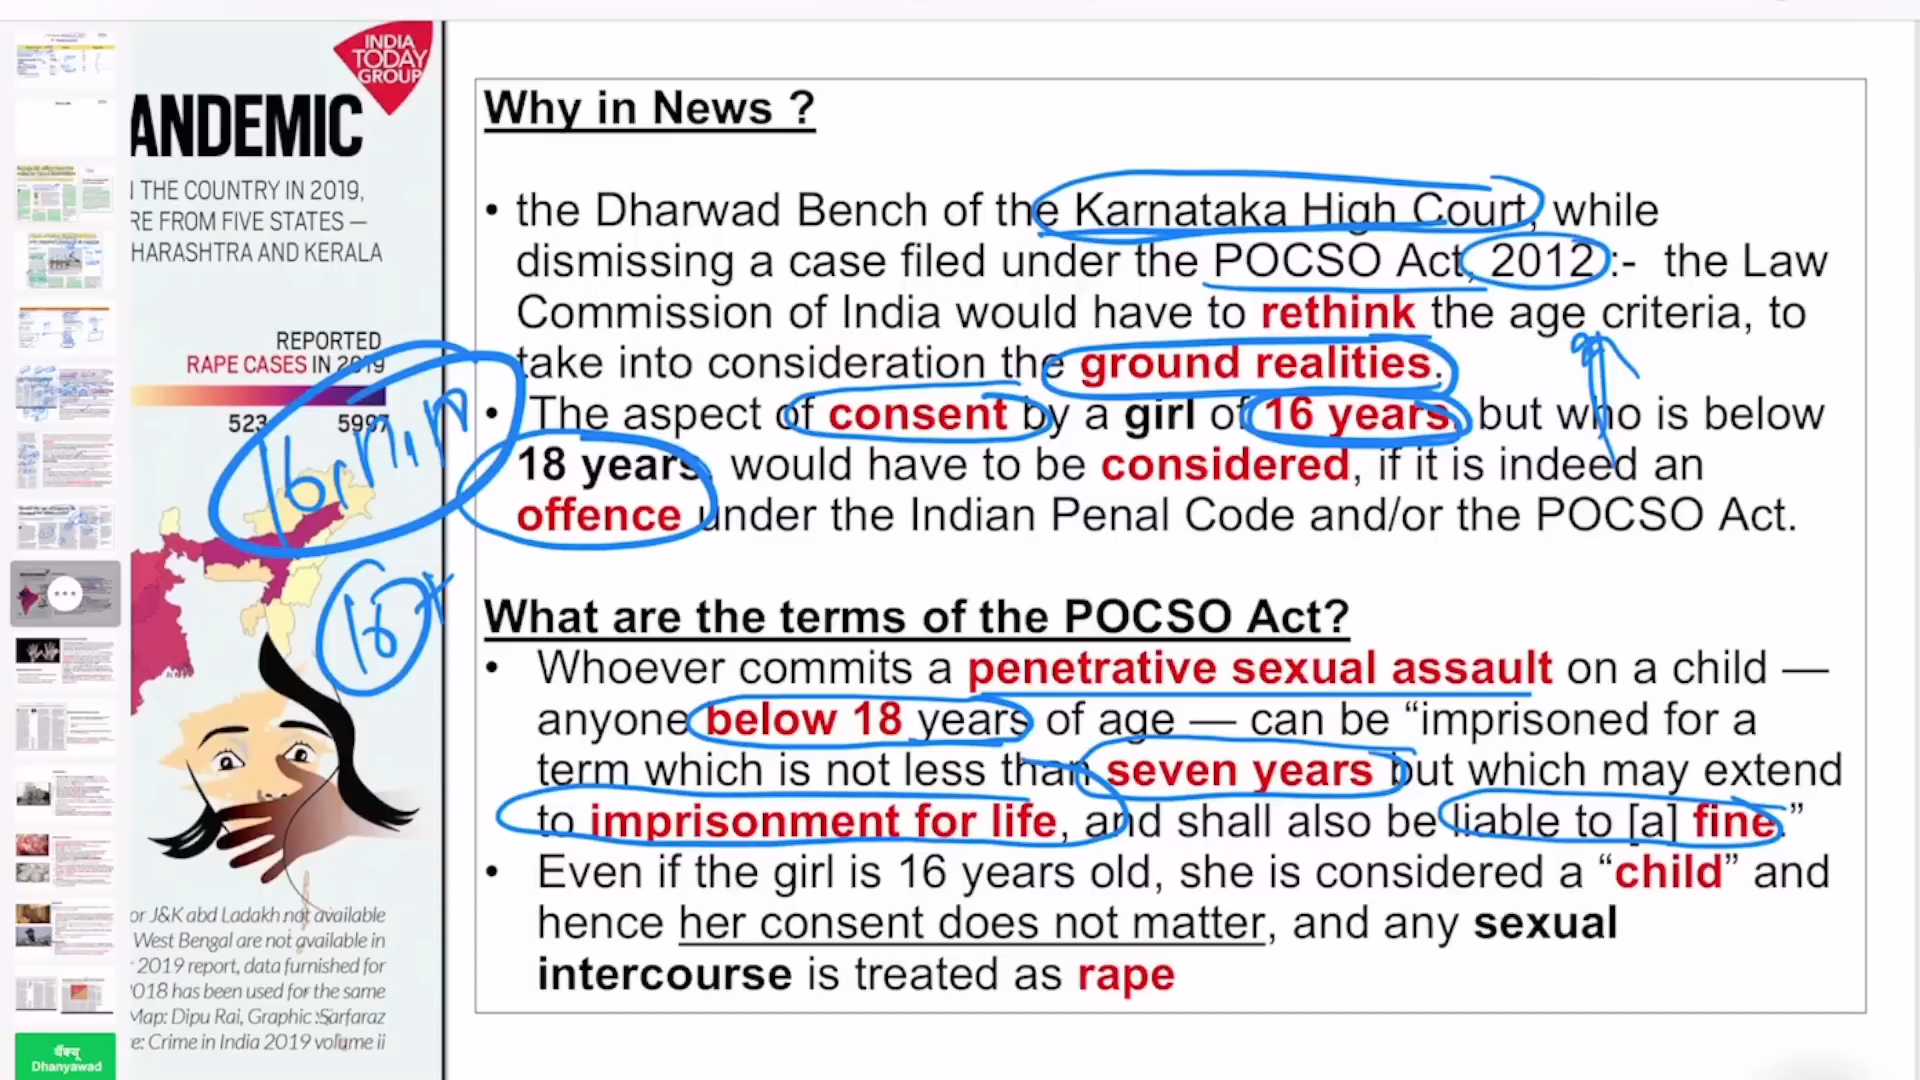 INDIA
TODAY
GROUP
ANDEMIC
THE COUNTRY IN 2019,
RE FROM FIVE STATES —
HARASHTRA AND KERALA
REPORTED
RAPE CASES IN 2019
523 5997
16, 17, 17
18+
or J&K abd Ladakh not available
West Bengal are not available in
2019 report, data furnished for
2018 has been used for the same
Map: Dipu Rai, Graphic :Sarfaraz
e: Crime in India 2019 volume ii
थैंक्यू
Dhanyawad
Why in News ?
• the Dharwad Bench of the Karnataka High Court, while
dismissing a case filed under the POCSO Act, 2012 :- the Law
Commission of India would have to rethink the age criteria, to
take into consideration the ground realities.
• The aspect of consent by a girl of 16 years, but who is below
18 years, would have to be considered, if it is indeed an
offence under the Indian Penal Code and/or the POCSO Act.
What are the terms of the POCSO Act?
• Whoever commits a penetrative sexual assault on a child —
anyone below 18 years of age — can be “imprisoned for a
term which is not less than seven years but which may extend
to imprisonment for life, and shall also be liable to [a] fine.”
• Even if the girl is 16 years old, she is considered a “child” and
hence her consent does not matter, and any sexual
intercourse is treated as rape